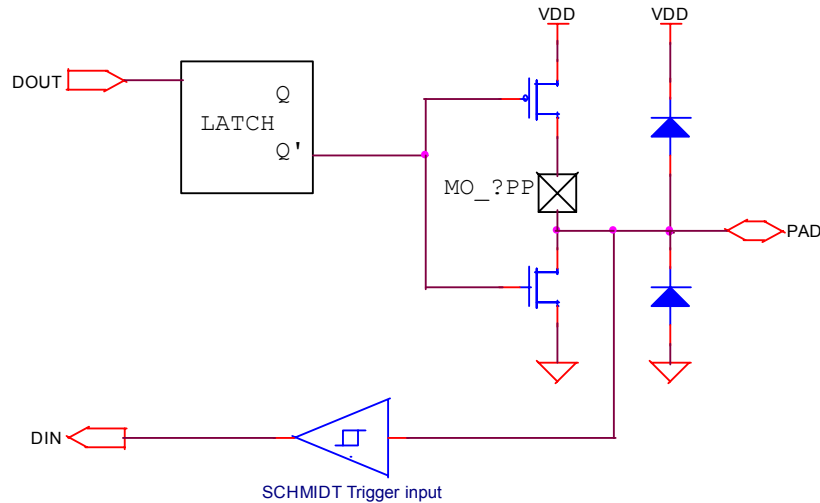 VDD
VDD
DOUT
Q
LATCH
Q'
MO_?PP
PAD
DIN
SCHMIDT Trigger input